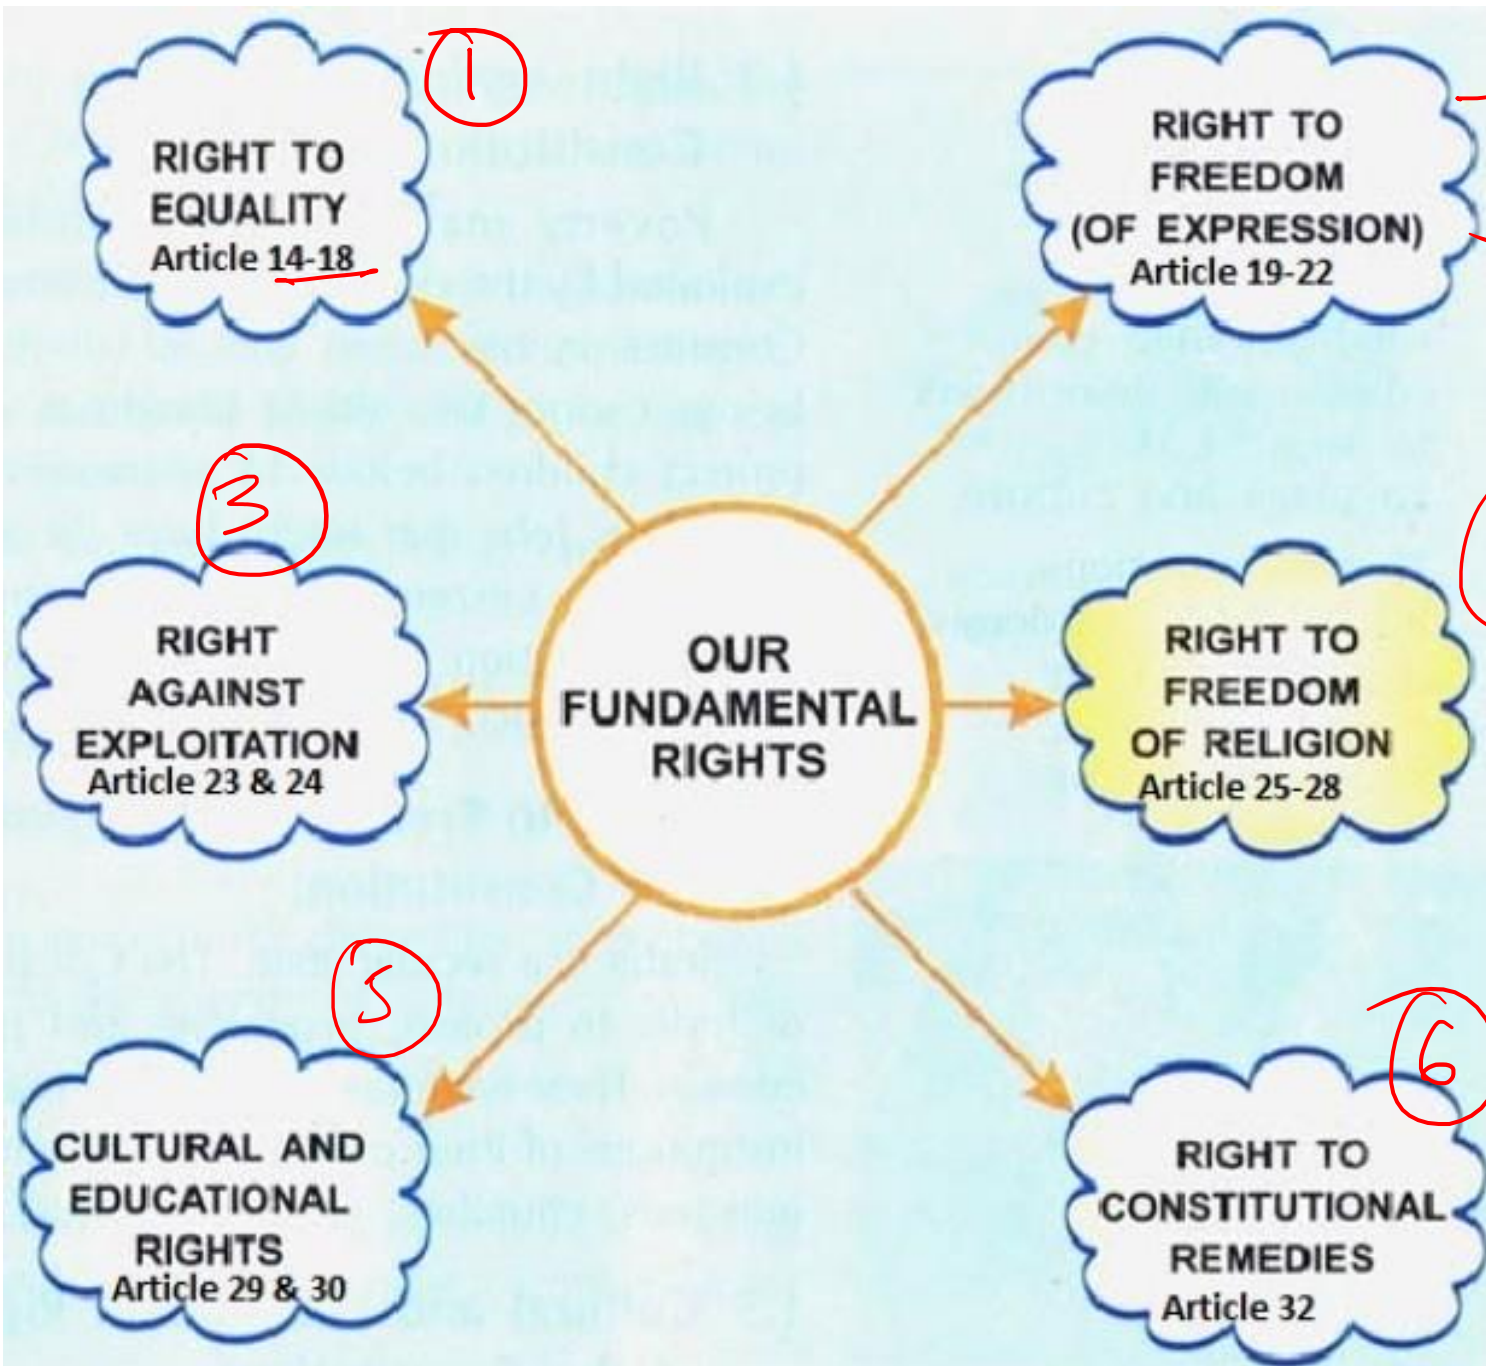 1
RIGHT TO
EQUALITY
Article 14-18
RIGHT TO
FREEDOM
(OF EXPRESSION)
Article 19-22
3
RIGHT
AGAINST
EXPLOITATION
Article 23 & 24
OUR
FUNDAMENTAL
RIGHTS
RIGHT TO
FREEDOM
OF RELIGION
Article 25-28
5
CULTURAL AND
EDUCATIONAL
RIGHTS
Article 29 & 30
6
RIGHT TO
CONSTITUTIONAL
REMEDIES
Article 32